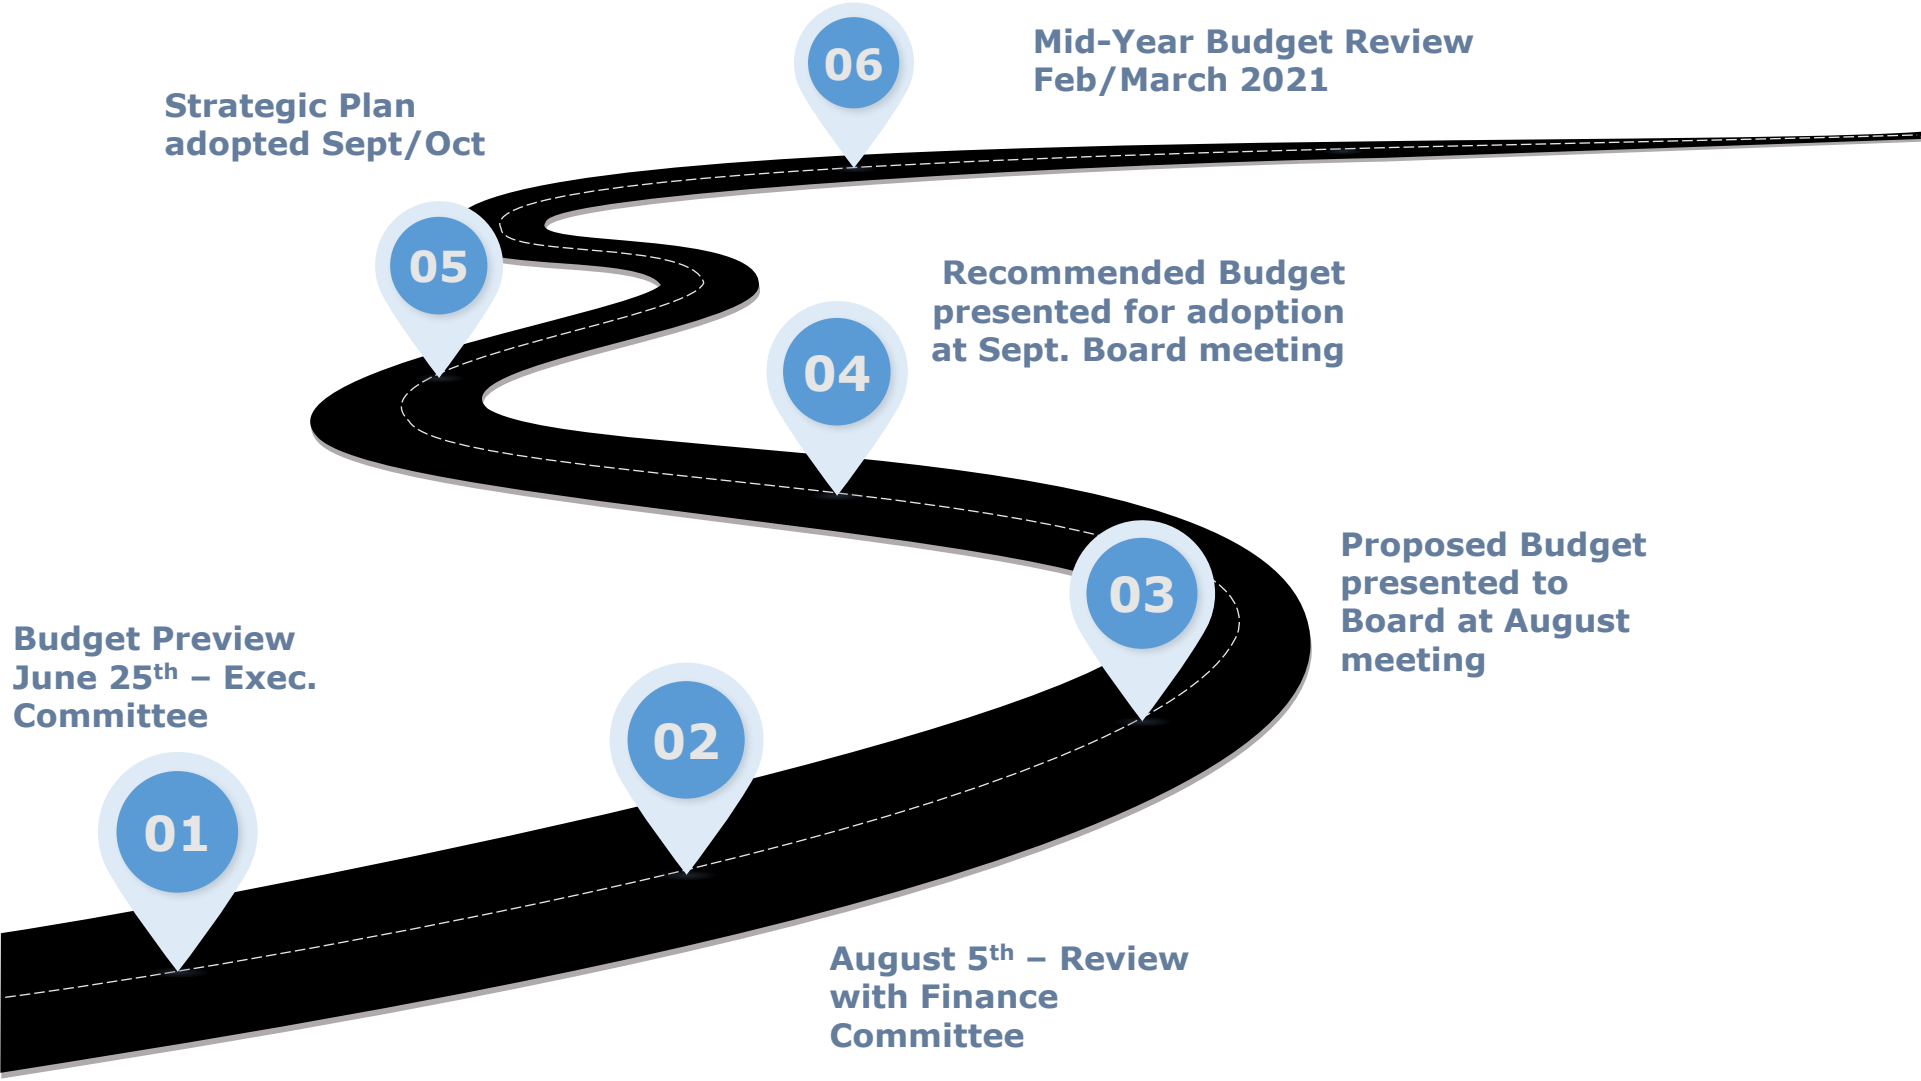 06
Mid-Year Budget Review
Feb/March 2021
Strategic Plan
adopted Sept/Oct
05
Recommended Budget
presented for adoption
at Sept. Board meeting
04
Proposed Budget
presented to
Board at August
meeting
03
Budget Preview
June 25th – Exec.
Committee
02
01
August 5th – Review
with Finance
Committee